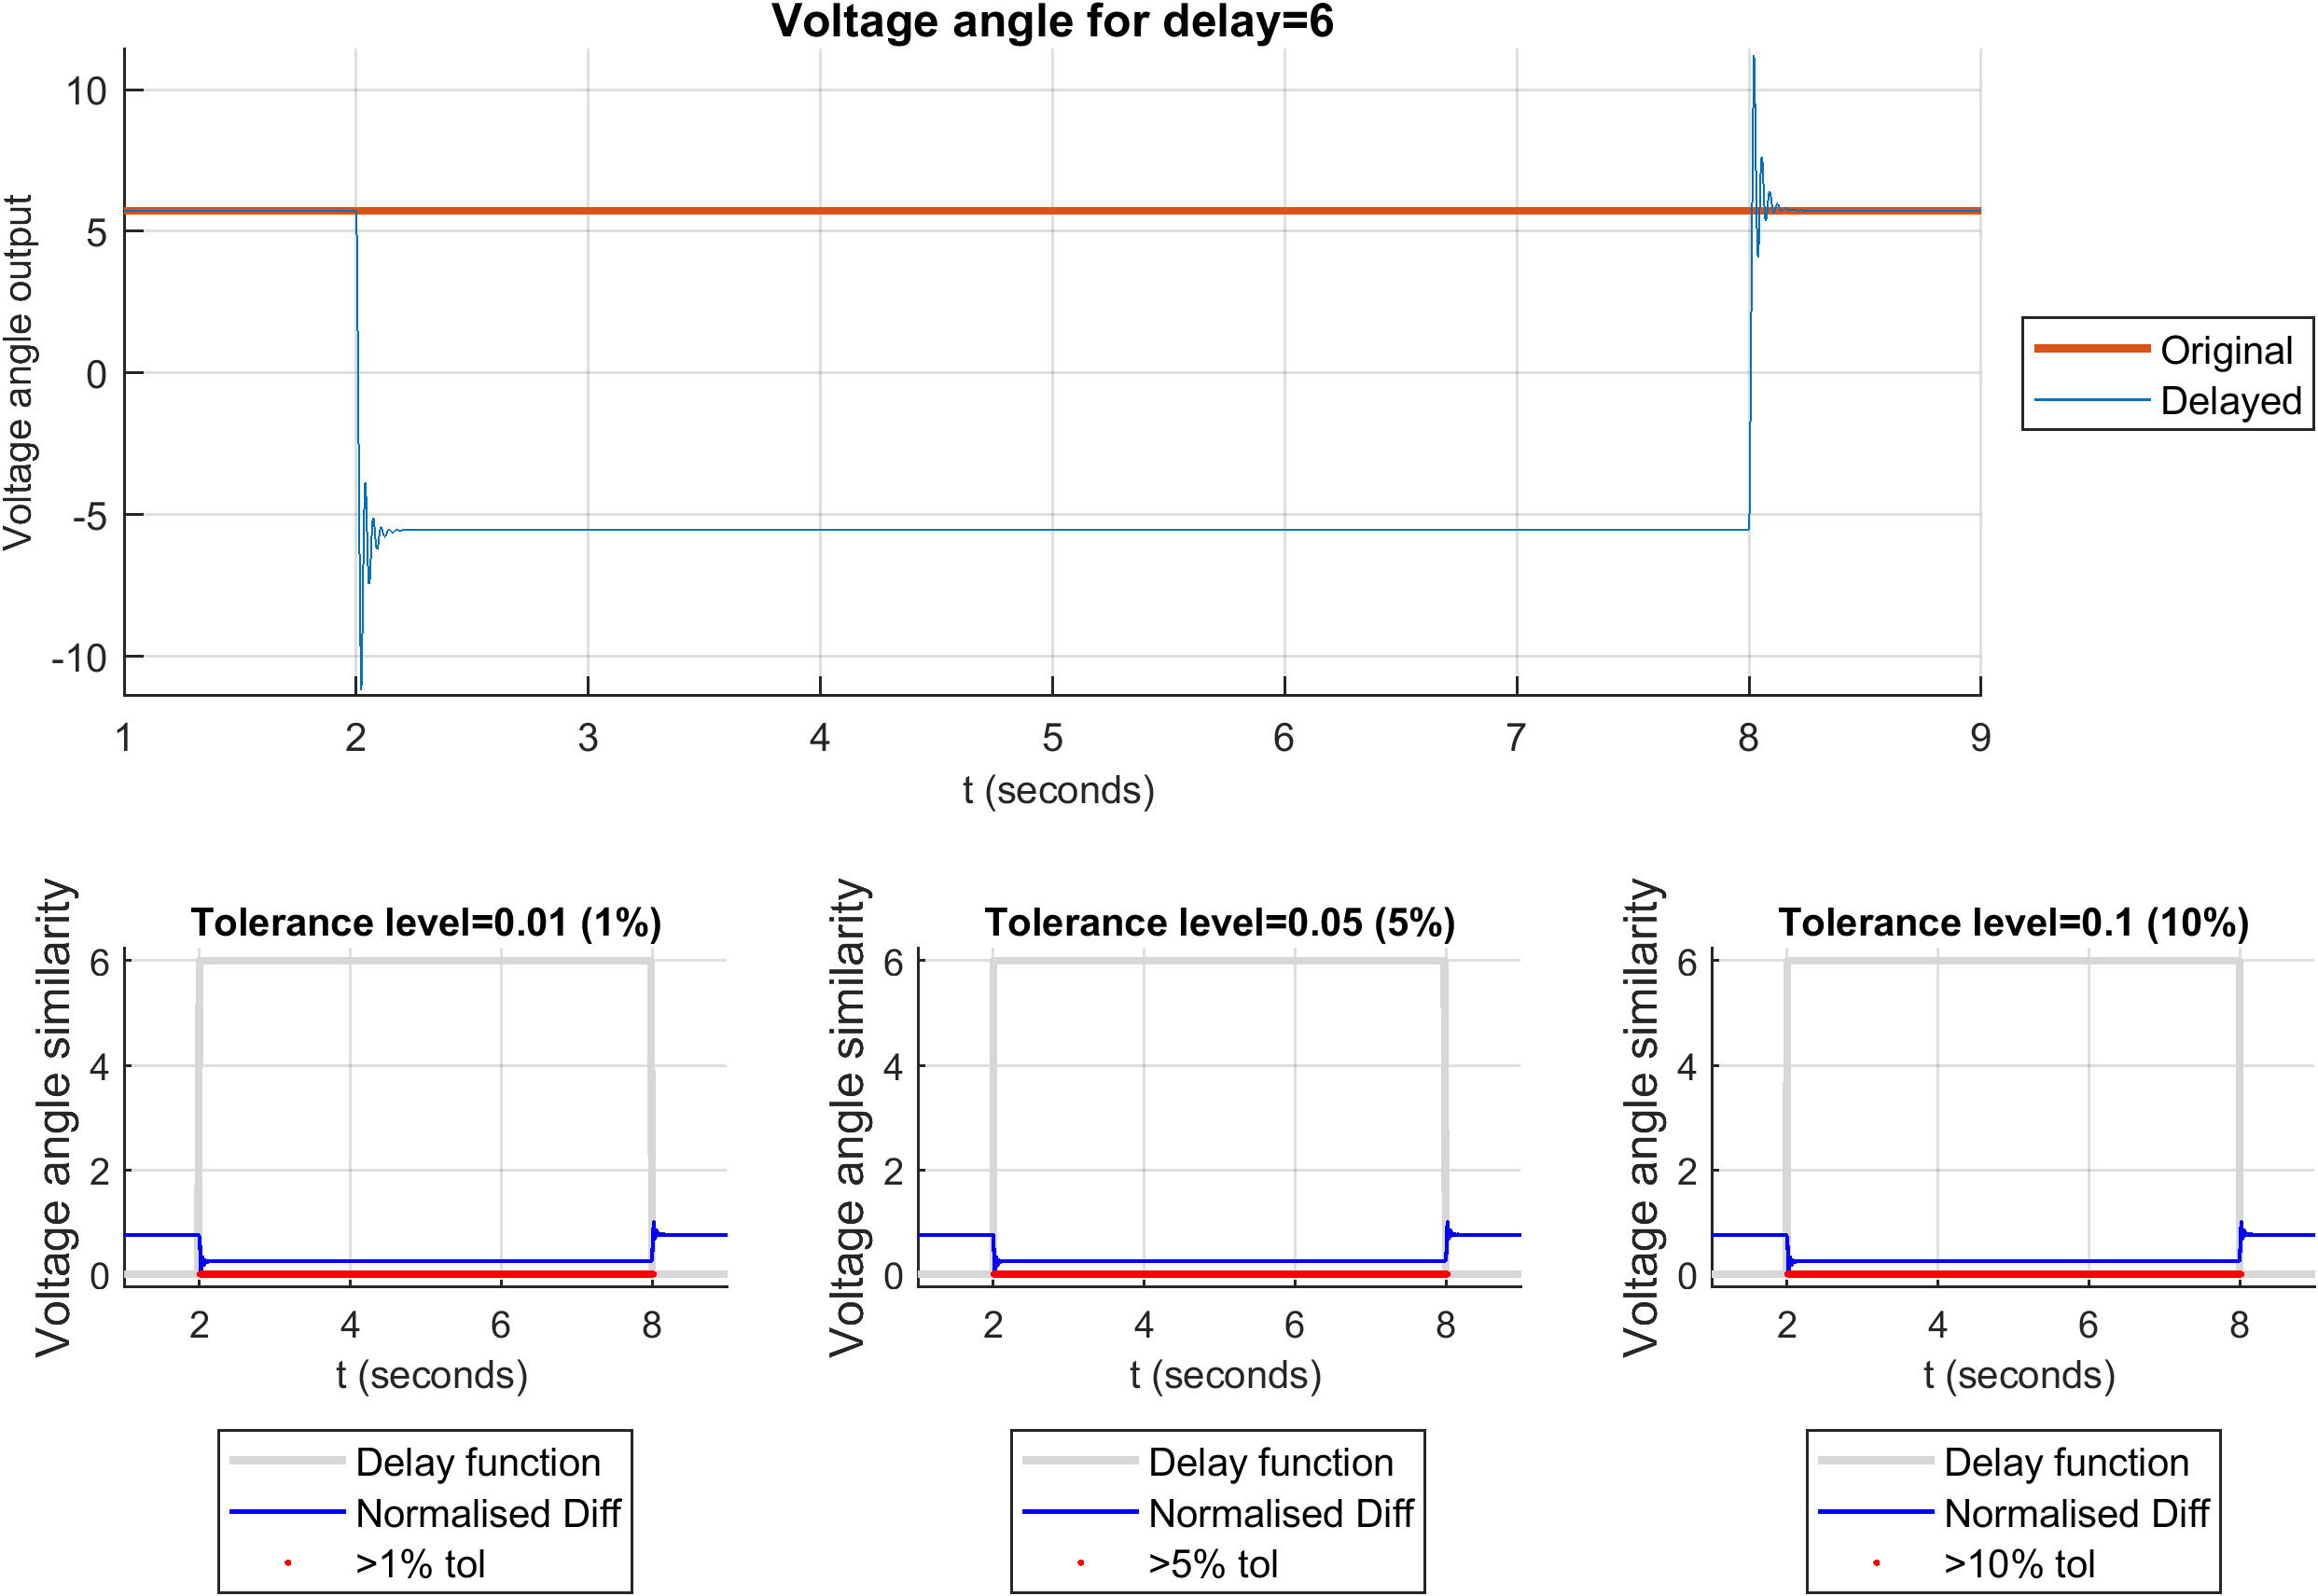 Voltage angle for delay=6
Voltage angle output
10
5
0
-5
-10
1 2 3 4 5 6 7 8 9
t (seconds)
Original
Delayed
Tolerance level=0.01 (1%)
Voltage angle similarity
6
4
2
0
2 4 6 8
t (seconds)
Delay function
Normalised Diff
>1% tol
Tolerance level=0.05 (5%)
Voltage angle similarity
6
4
2
0
2 4 6 8
t (seconds)
Delay function
Normalised Diff
>5% tol
Tolerance level=0.1 (10%)
Voltage angle similarity
6
4
2
0
2 4 6 8
t (seconds)
Delay function
Normalised Diff
>10% tol